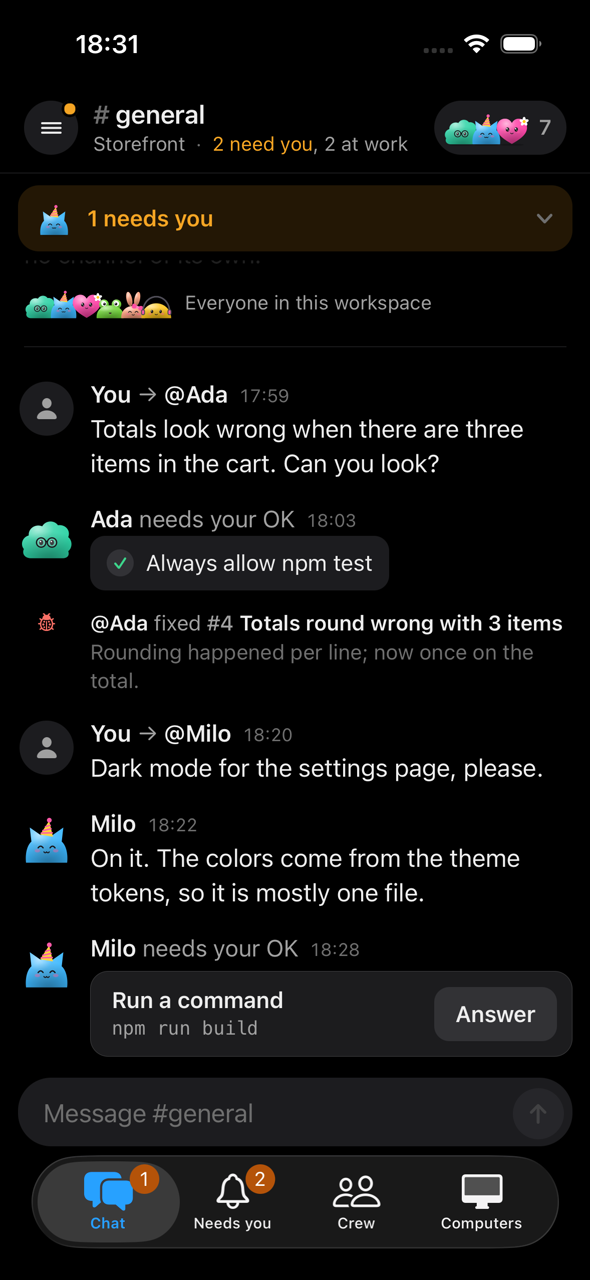 18:31
# general
Storefront · 2 need you, 2 at work
7
1 needs you
no channel of its own.
Everyone in this workspace
You → @Ada 17:59
Totals look wrong when there are three
items in the cart. Can you look?
Ada needs your OK 18:03
Always allow npm test
@Ada fixed #4 Totals round wrong with 3 items
Rounding happened per line; now once on the
total.
You → @Milo 18:20
Dark mode for the settings page, please.
Milo 18:22
On it. The colors come from the theme
tokens, so it is mostly one file.
Milo needs your OK 18:28
Run a command
npm run build
Answer
Message #general
1
2
Chat
Needs you
Crew
Computers